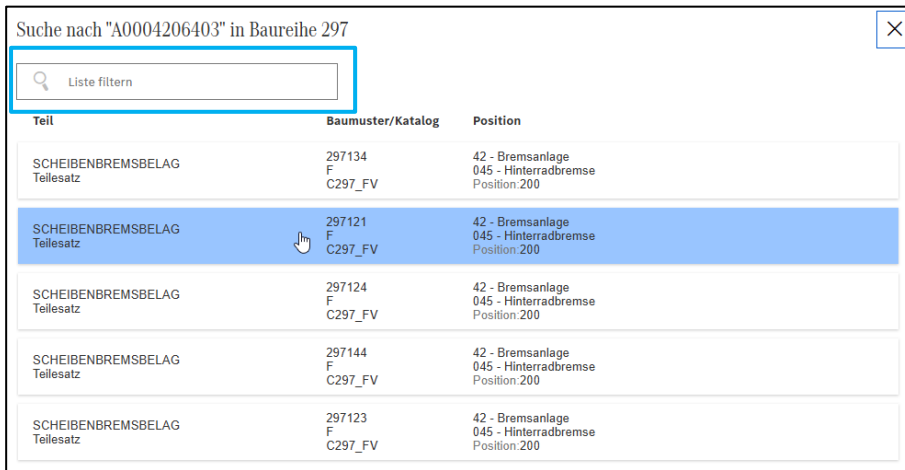 Suche nach "A0004206403" in Baureihe 297
Liste filtern
Teil Baumuster/Katalog Position
SCHEIBENBREMSBELAG
Teilesatz
297134
F
C297_FV
42 - Bremsanlage
045 - Hinterradbremse
Position:200
SCHEIBENBREMSBELAG
Teilesatz
297121
F
C297_FV
42 - Bremsanlage
045 - Hinterradbremse
Position:200
SCHEIBENBREMSBELAG
Teilesatz
297124
F
C297_FV
42 - Bremsanlage
045 - Hinterradbremse
Position:200
SCHEIBENBREMSBELAG
Teilesatz
297144
F
C297_FV
42 - Bremsanlage
045 - Hinterradbremse
Position:200
SCHEIBENBREMSBELAG
Teilesatz
297123
F
C297_FV
42 - Bremsanlage
045 - Hinterradbremse
Position:200